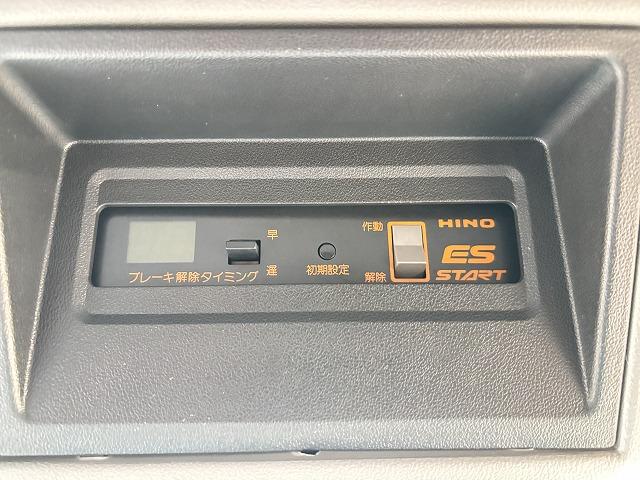 早
遅
ブレーキ解除タイミング
初期設定
作動
解除
HINO
ES
START